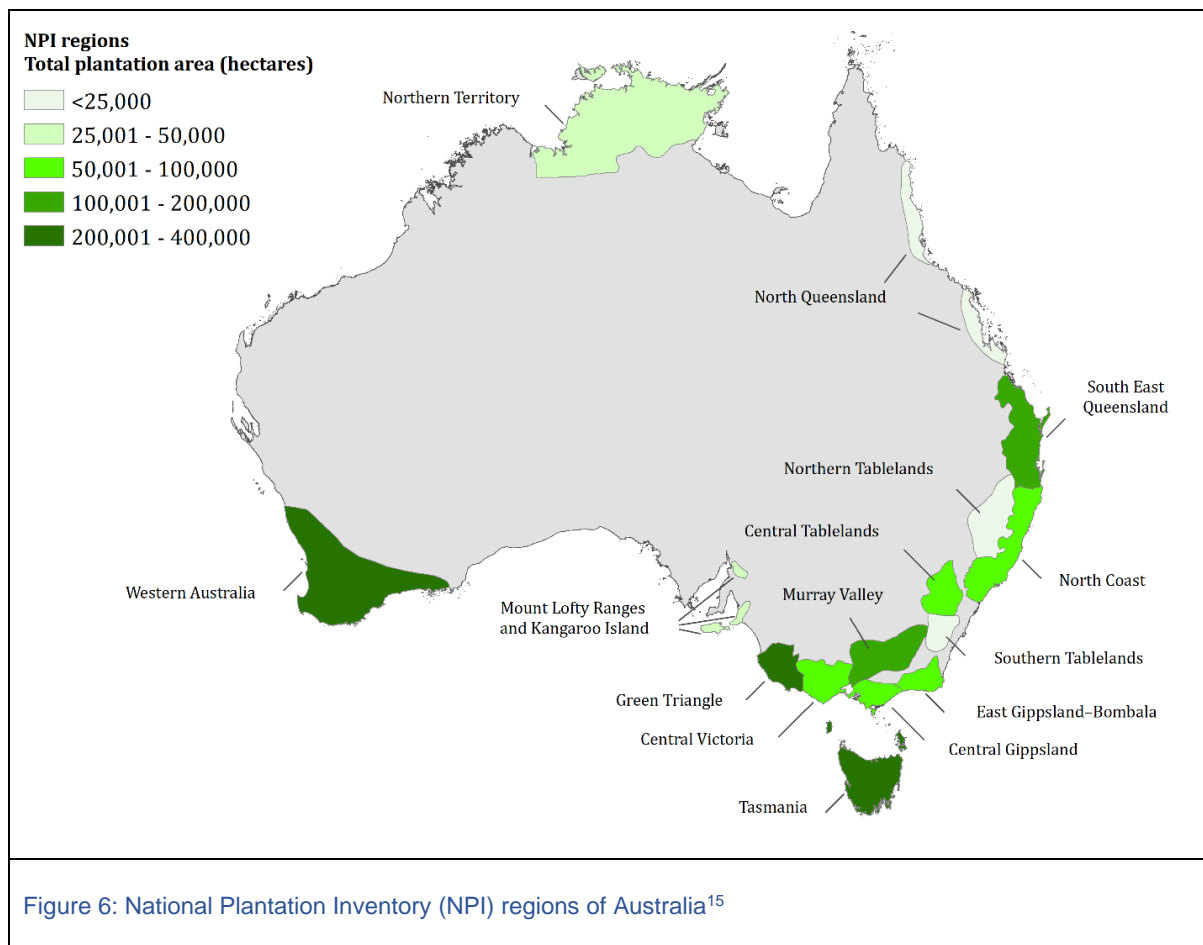 NPI regions
Total plantation area (hectares)
<25,000
25,001 - 50,000
50,001 - 100,000
100,001 - 200,000
200,001 - 400,000
Northern Territory
North Queensland
South East
Queensland
Northern Tablelands
Central Tablelands
North Coast
Western Australia
Mount Lofty Ranges
and Kangaroo Island
Murray Valley
Southern Tablelands
Green Triangle
East Gippsland–Bombala
Central Victoria
Central Gippsland
Tasmania
Figure 6: National Plantation Inventory (NPI) regions of Australia15